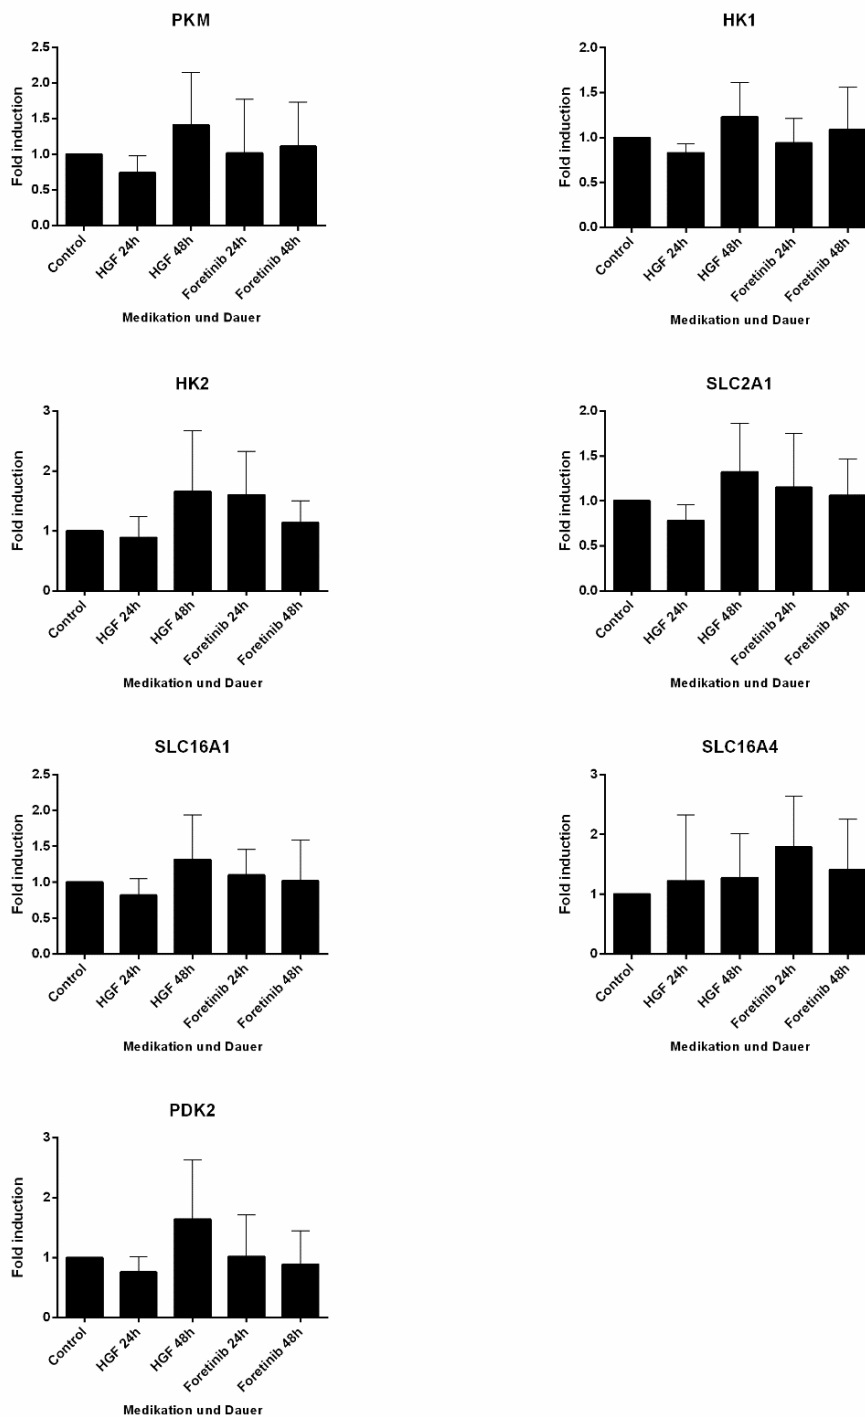 PKM
Fold induction
2.5
2.0
1.5
1.0
0.5
0.0
Control
HGF 24h
HGF 48h
Foretinib 24h
Foretinib 48h
Medikation und Dauer
HK1
Fold induction
2.0
1.5
1.0
0.5
0.0
Control
HGF 24h
HGF 48h
Foretinib 24h
Foretinib 48h
Medikation und Dauer
HK2
Fold induction
3
2
1
0
Control
HGF 24h
HGF 48h
Foretinib 24h
Foretinib 48h
Medikation und Dauer
SLC2A1
Fold induction
2.0
1.5
1.0
0.5
0.0
Control
HGF 24h
HGF 48h
Foretinib 24h
Foretinib 48h
Medikation und Dauer
SLC16A1
Fold induction
2.5
2.0
1.5
1.0
0.5
0.0
Control
HGF 24h
HGF 48h
Foretinib 24h
Foretinib 48h
Medikation und Dauer
SLC16A4
Fold induction
3
2
1
0
Control
HGF 24h
HGF 48h
Foretinib 24h
Foretinib 48h
Medikation und Dauer
PDK2
Fold induction
3
2
1
0
Control
HGF 24h
HGF 48h
Foretinib 24h
Foretinib 48h
Medikation und Dauer